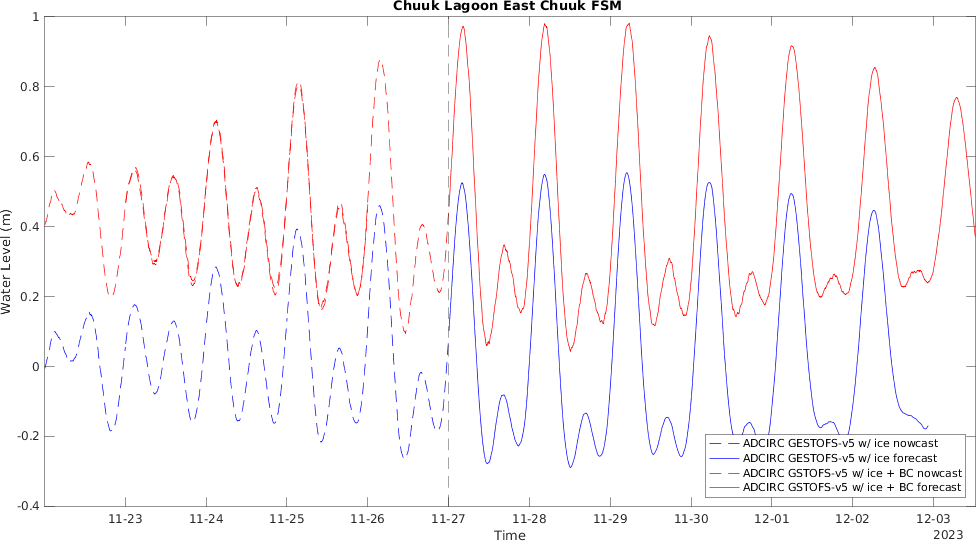 Chuuk Lagoon East Chuuk FSM
1
0.8
0.6
0.4
0.2
0
-0.2
-0.4
Water Level (m)
11-23 11-24 11-25 11-26 11-27 11-28 11-29 11-30 12-01 12-02 12-03
Time
2023
ADCIRC GESTOFS-v5 w/ ice nowcast
ADCIRC GESTOFS-v5 w/ ice forecast
ADCIRC GSTOFS-v5 w/ ice + BC nowcast
ADCIRC GSTOFS-v5 w/ ice + BC forecast